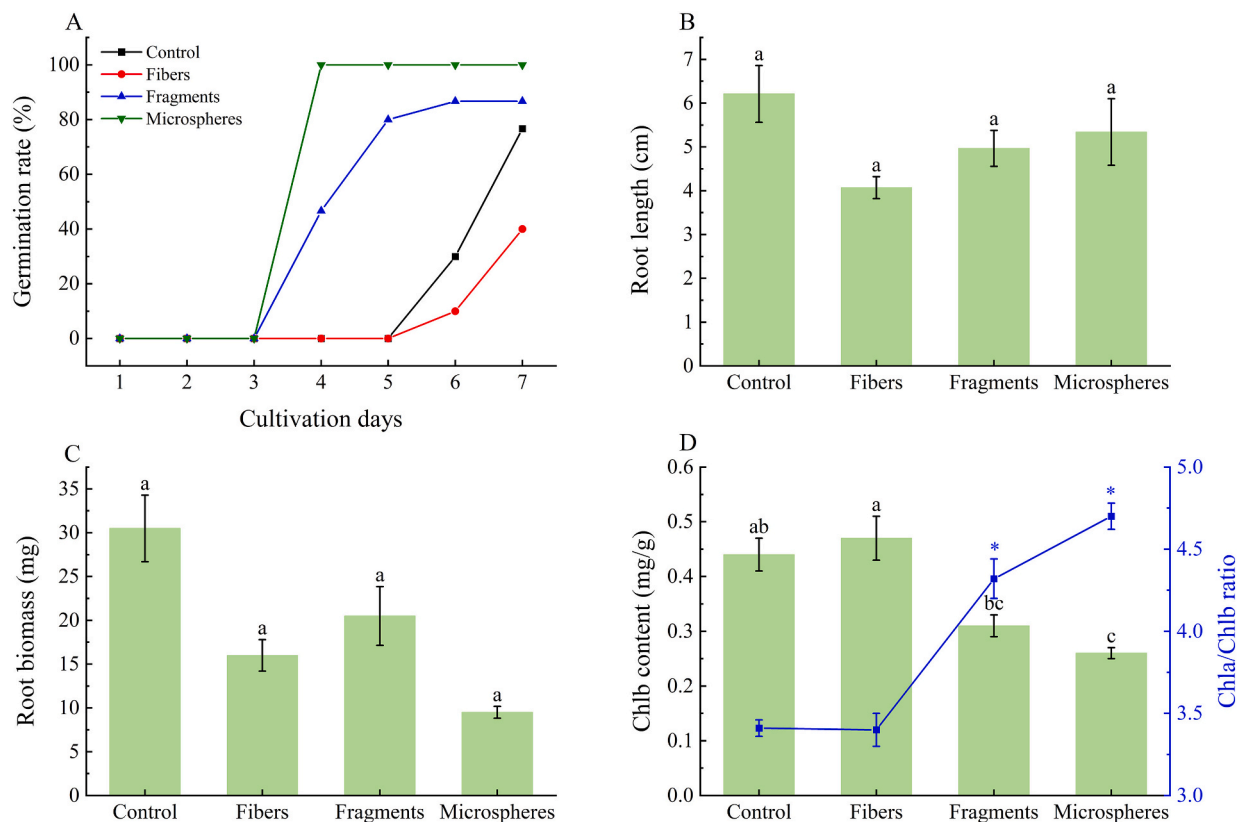 A
Control
Fibers
Fragments
Microspheres
100
80
60
40
20
0
Germination rate (%)
1 2 3 4 5 6 7
Cultivation days
B
7
6
5
4
3
2
1
0
Root length (cm)
a a a a
Control Fibers Fragments Microspheres
C
35
30
25
20
15
10
5
0
Root biomass (mg)
a a a a
Control Fibers Fragments Microspheres
D
0.6
0.5
0.4
0.3
0.2
0.1
0.0
Chlb content (mg/g)
ab a bc c
* *
5.0
4.5
4.0
3.5
3.0
Chla/Chlb ratio
Control Fibers Fragments Microspheres